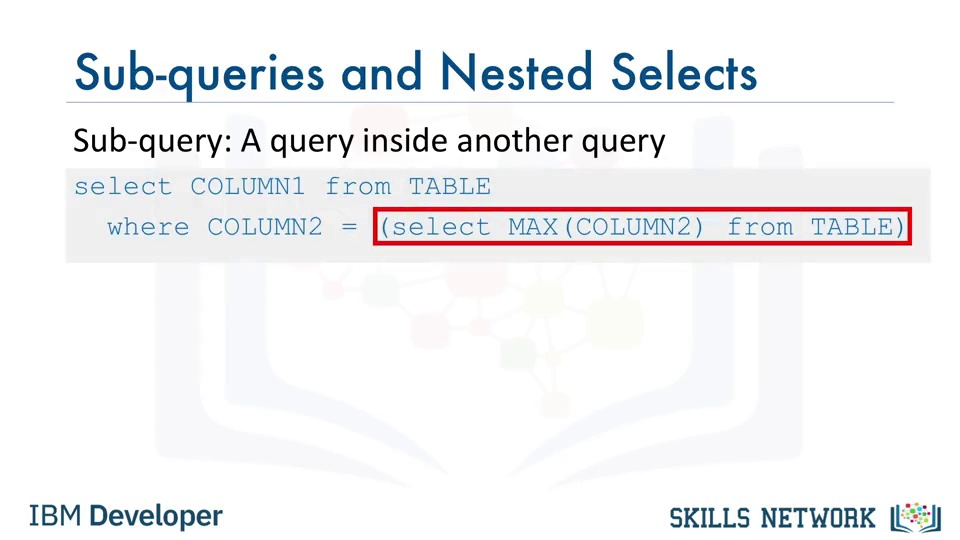 Sub-queries and Nested Selects
Sub-query: A query inside another query
select COLUMN1 from TABLE
where COLUMN2 = (select MAX(COLUMN2) from TABLE)
IBM Developer
SKILLS NETWORK